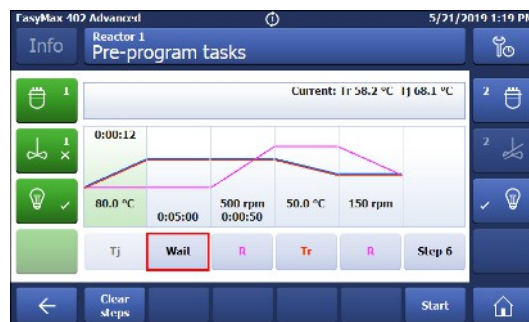 EasyMax 402 Advanced 5/21/2019 1:19 PM
Info
Reactor 1
Pre-program tasks
1
Current: Tr 58.2 °C Tj 68.1 °C
2
1
0:00:12
2
80.0 °C
0:05:00
500 rpm
0:00:50
50.0 °C
150 rpm
Tj Wait R Tr R Step 6
Clear
steps
Start